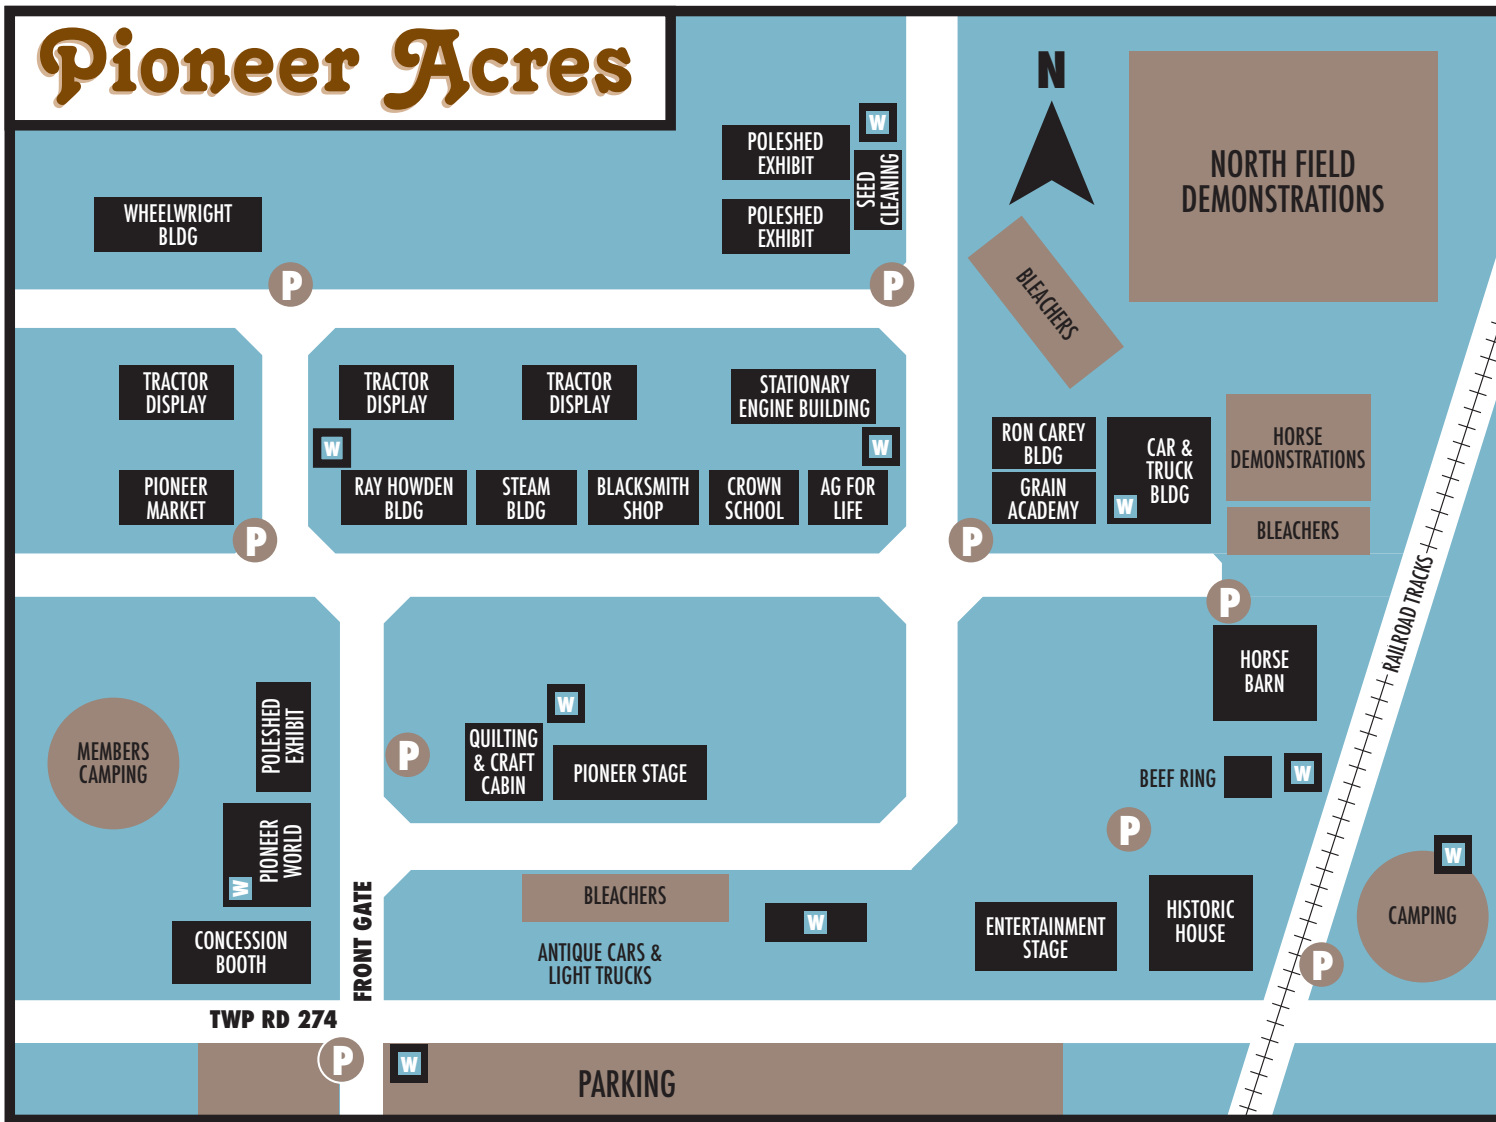 Pioneer Acres
N
W
POLESHED
EXHIBIT
SEED
CLEANING
NORTH FIELD
DEMONSTRATIONS
WHEELWRIGHT
BLDG
POLESHED
EXHIBIT
P
P
BLEACHERS
TRACTOR
DISPLAY
TRACTOR
DISPLAY
TRACTOR
DISPLAY
STATIONARY
ENGINE BUILDING
W
W
RON CAREY
BLDG
CAR &
TRUCK
BLDG
W
HORSE
DEMONSTRATIONS
PIONEER
MARKET
RAY HOWDEN
BLDG
STEAM
BLDG
BLACKSMITH
SHOP
CROWN
SCHOOL
AG FOR
LIFE
GRAIN
ACADEMY
BLEACHERS
P
P
P
RAILROAD TRACKS
HORSE
BARN
POLESHED
EXHIBIT
W
MEMBERS
CAMPING
P
QUILTING
& CRAFT
CABIN
PIONEER STAGE
BEEF RING
W
PIONEER
WORLD
W
P
W
CAMPING
BLEACHERS
W
FRONT GATE
CONCESSION
BOOTH
ANTIQUE CARS &
LIGHT TRUCKS
ENTERTAINMENT
STAGE
HISTORIC
HOUSE
P
TWP RD 274
P
W
PARKING